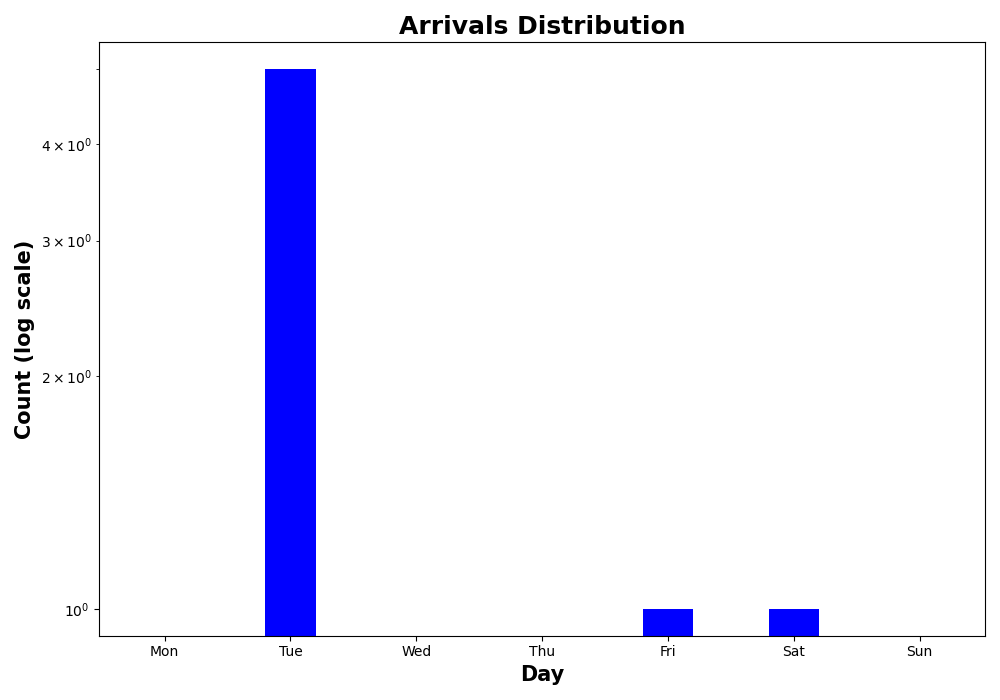 Arrivals Distribution
Count (log scale)
4 × 10⁰
3 × 10⁰
2 × 10⁰
10⁰
Mon Tue Wed Thu Fri Sat Sun
Day